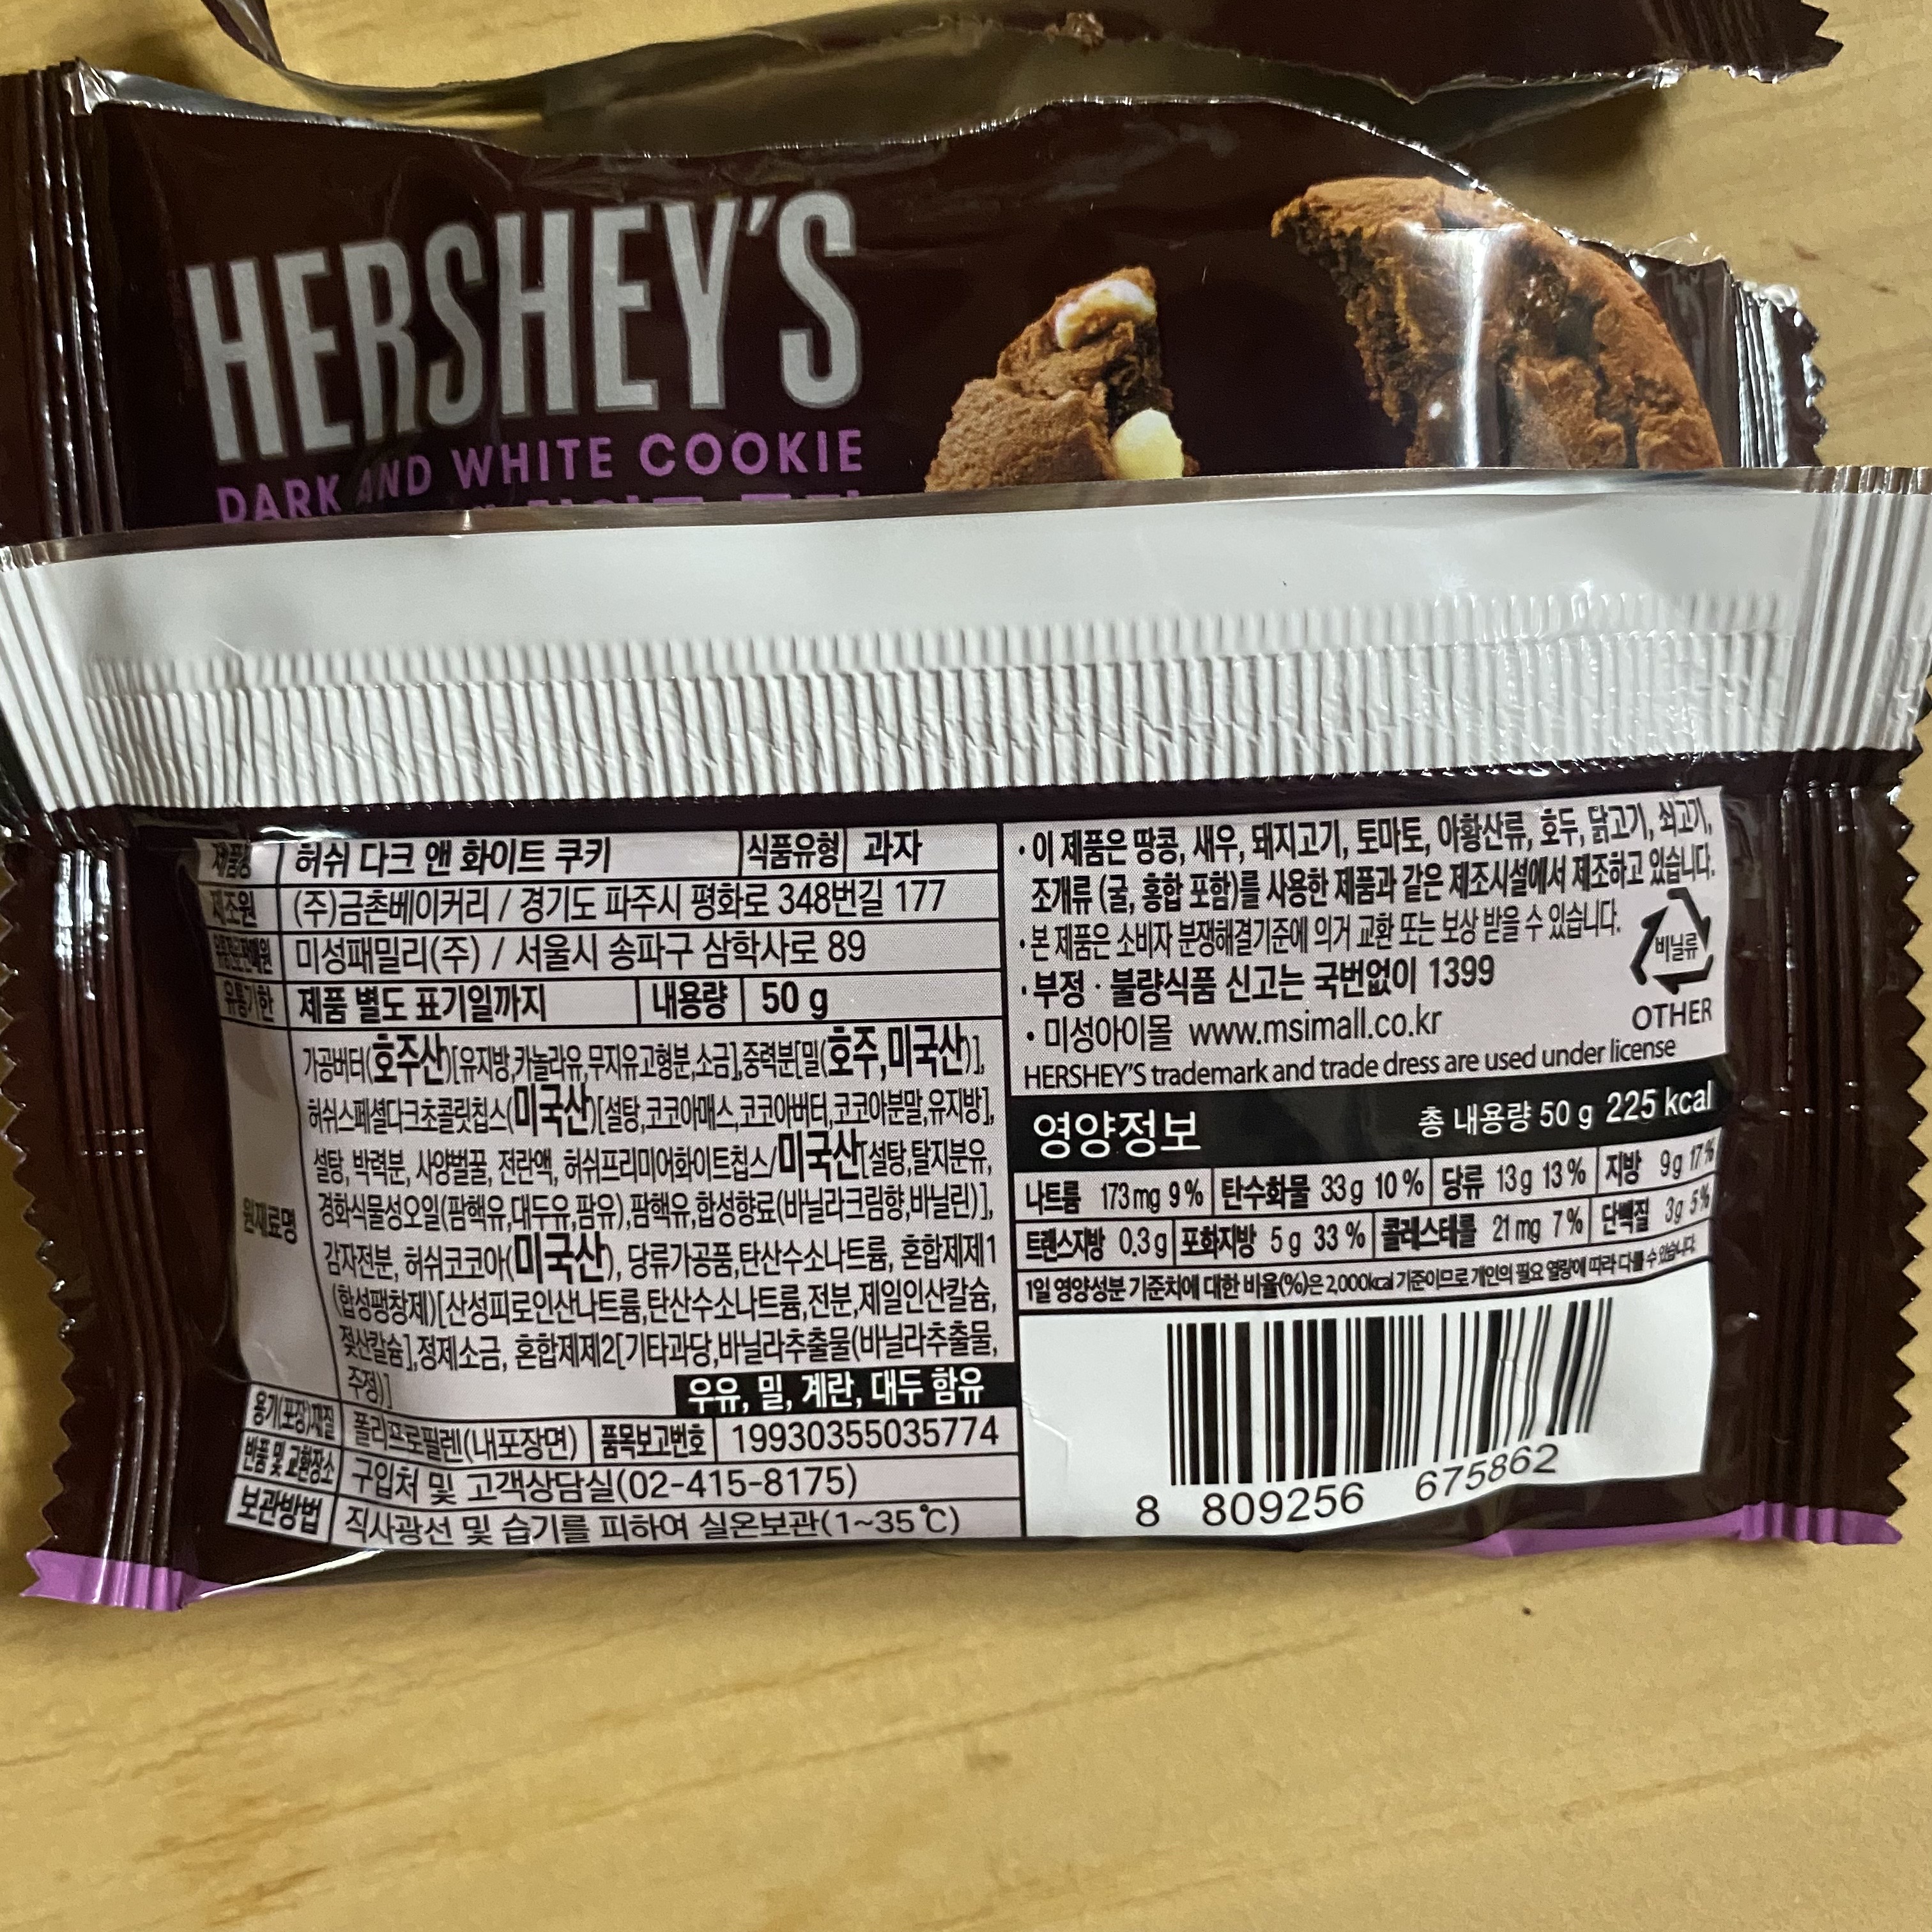 HERSHEY'S
DARK AND WHITE COOKIE
제품명 허쉬 다크 앤 화이트 쿠키 식품유형 과자
제조원 (주)금촌베이커리 / 경기도 파주시 평화로 348번길 177
유통전문판매원 미성패밀리(주) / 서울시 송파구 삼학사로 89
유통기한 제품 별도 표기일까지 내용량 50 g
원재료명
가공버터(호주산)[유지방,카놀라유,무지유고형분,소금],중력분[밀(호주,미국산)],
허쉬스페셜다크초콜릿칩스(미국산)[설탕,코코아매스,코코아버터,코코아분말,유지방],
설탕, 박력분, 사양벌꿀, 전란액, 허쉬프리미어화이트칩스/미국산[설탕,탈지분유,
경화식물성오일(팜핵유,대두유,팜유),팜핵유,합성향료(바닐라크림향,바닐린)],
감자전분, 허쉬코코아(미국산), 당류가공품,탄산수소나트륨, 혼합제제1
(합성팽창제)[산성피로인산나트륨,탄산수소나트륨,전분,제일인산칼슘,
젖산칼슘],정제소금, 혼합제제2[기타과당,바닐라추출물(바닐라추출물,
주정)]
우유, 밀, 계란, 대두 함유
용기(포장)재질 폴리프로필렌(내포장면) 품목보고번호 19930355035774
반품 및 교환장소 구입처 및 고객상담실(02-415-8175)
보관방법 직사광선 및 습기를 피하여 실온보관(1~35℃)
· 이 제품은 땅콩, 새우, 돼지고기, 토마토, 아황산류, 호두, 닭고기, 쇠고기,
조개류 (굴, 홍합 포함)를 사용한 제품과 같은 제조시설에서 제조하고 있습니다.
· 본 제품은 소비자 분쟁해결기준에 의거 교환 또는 보상 받을 수 있습니다.
· 부정 · 불량식품 신고는 국번없이 1399
· 미성아이몰 www.msimall.co.kr
비닐류
OTHER
HERSHEY'S trademark and trade dress are used under license
영양정보 총 내용량 50 g 225 kcal
나트륨 173 mg 9 % 탄수화물 33 g 10 % 당류 13 g 13 % 지방 9 g 17 %
트랜스지방 0.3 g 포화지방 5 g 33 % 콜레스테롤 21 mg 7 % 단백질 3 g 5 %
1일 영양성분 기준치에 대한 비율(%)은 2,000kcal 기준이므로 개인의 필요 열량에 따라 다를 수 있습니다.
8 809256 675862